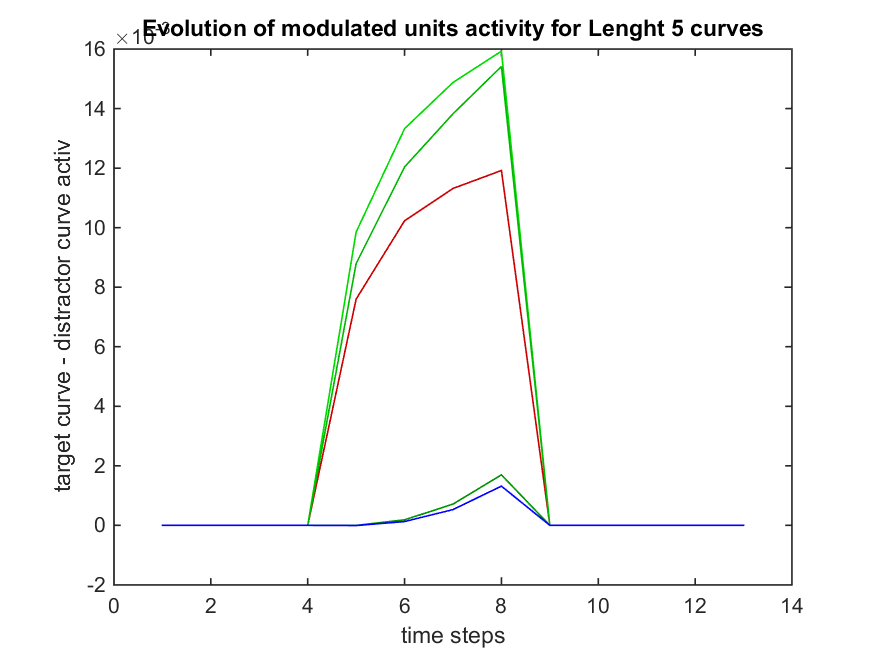 Evolution of modulated units activity for Lenght 5 curves
×10-3
16
14
12
10
8
6
4
2
0
-2
0 2 4 6 8 10 12 14
time steps
target curve - distractor curve activ